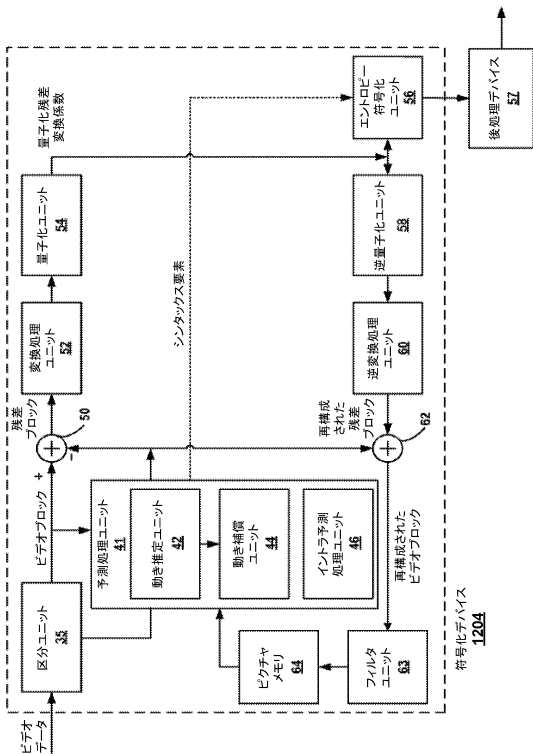 ビデオ
データ
区分ユニット
35
ビデオブロック
+
-
残差
ブロック
50
変換処理
ユニット
52
量子化ユニット
54
量子化残差
変換係数
予測処理ユニット
41
動き推定ユニット
42
動き補償
ユニット
44
イントラ予測
処理ユニット
46
シンタックス要素
エントロピー
符号化
ユニット
56
後処理デバイス
57
逆量子化ユニット
58
逆変換処理
ユニット
60
再構成
された
残差
ブロック
62
再構成された
ビデオブロック
フィルタ
ユニット
63
ピクチャ
メモリ
64
符号化デバイス
1204